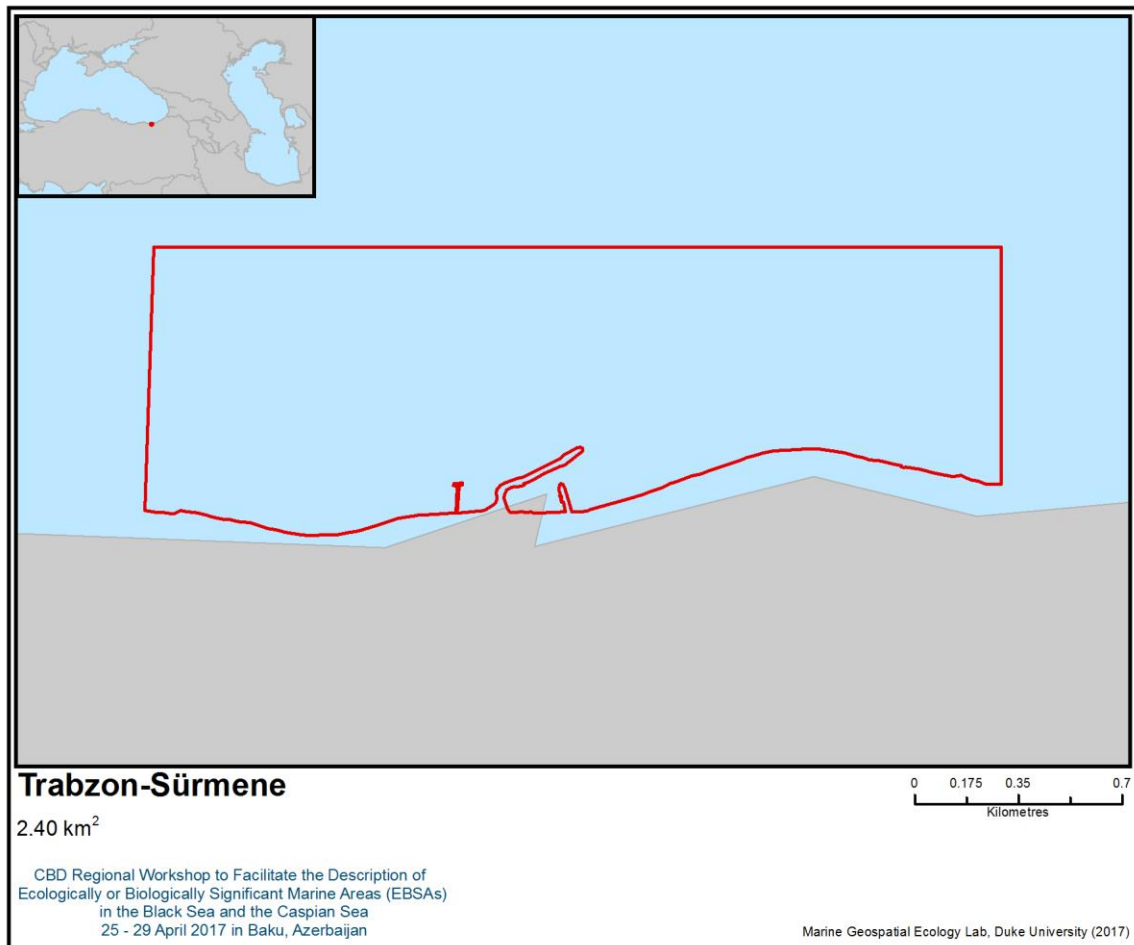 Trabzon-Sürmene
2.40 km²
0 0.175 0.35 0.7
Kilometres
CBD Regional Workshop to Facilitate the Description of
Ecologically or Biologically Significant Marine Areas (EBSAs)
in the Black Sea and the Caspian Sea
25 - 29 April 2017 in Baku, Azerbaijan
Marine Geospatial Ecology Lab, Duke University (2017)